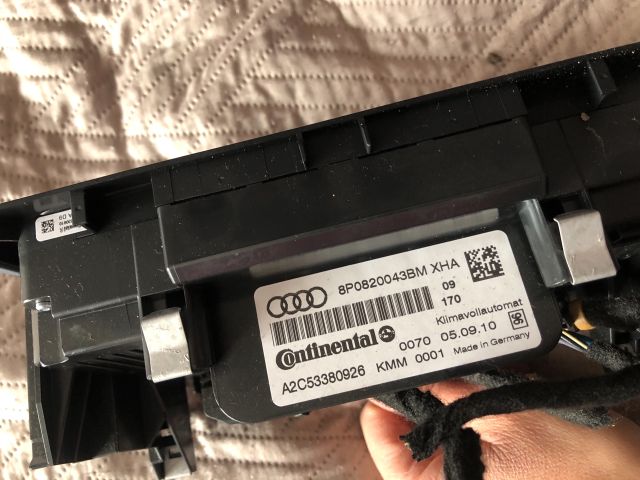 8P0820043BM XHA
09
170
Klimavollautomat
Continental
0070 05.09.10
A2C53380926 KMM 0001 Made in Germany